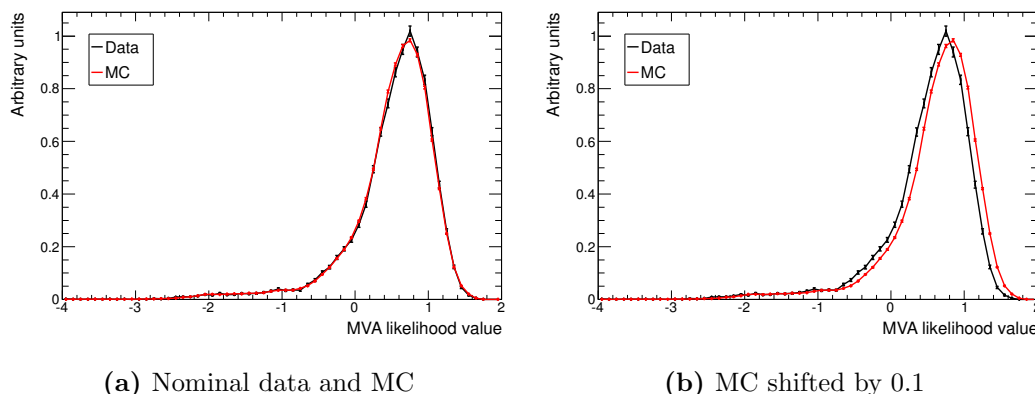 Arbitrary units
1
0.8
0.6
0.4
0.2
0
Data
MC
-4 -3 -2 -1 0 1 2
MVA likelihood value
(a) Nominal data and MC
Arbitrary units
1
0.8
0.6
0.4
0.2
0
Data
MC
-4 -3 -2 -1 0 1 2
MVA likelihood value
(b) MC shifted by 0.1